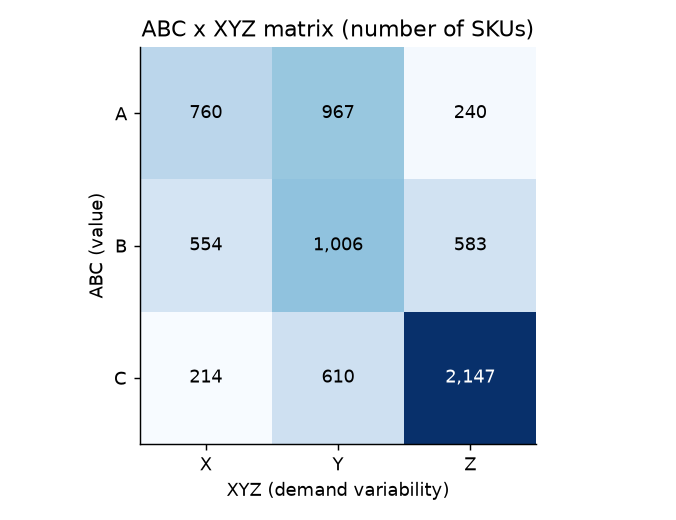 ABC x XYZ matrix (number of SKUs)
A
760
967
240
B
554
1,006
583
C
214
610
2,147
X
Y
Z
XYZ (demand variability)
ABC (value)